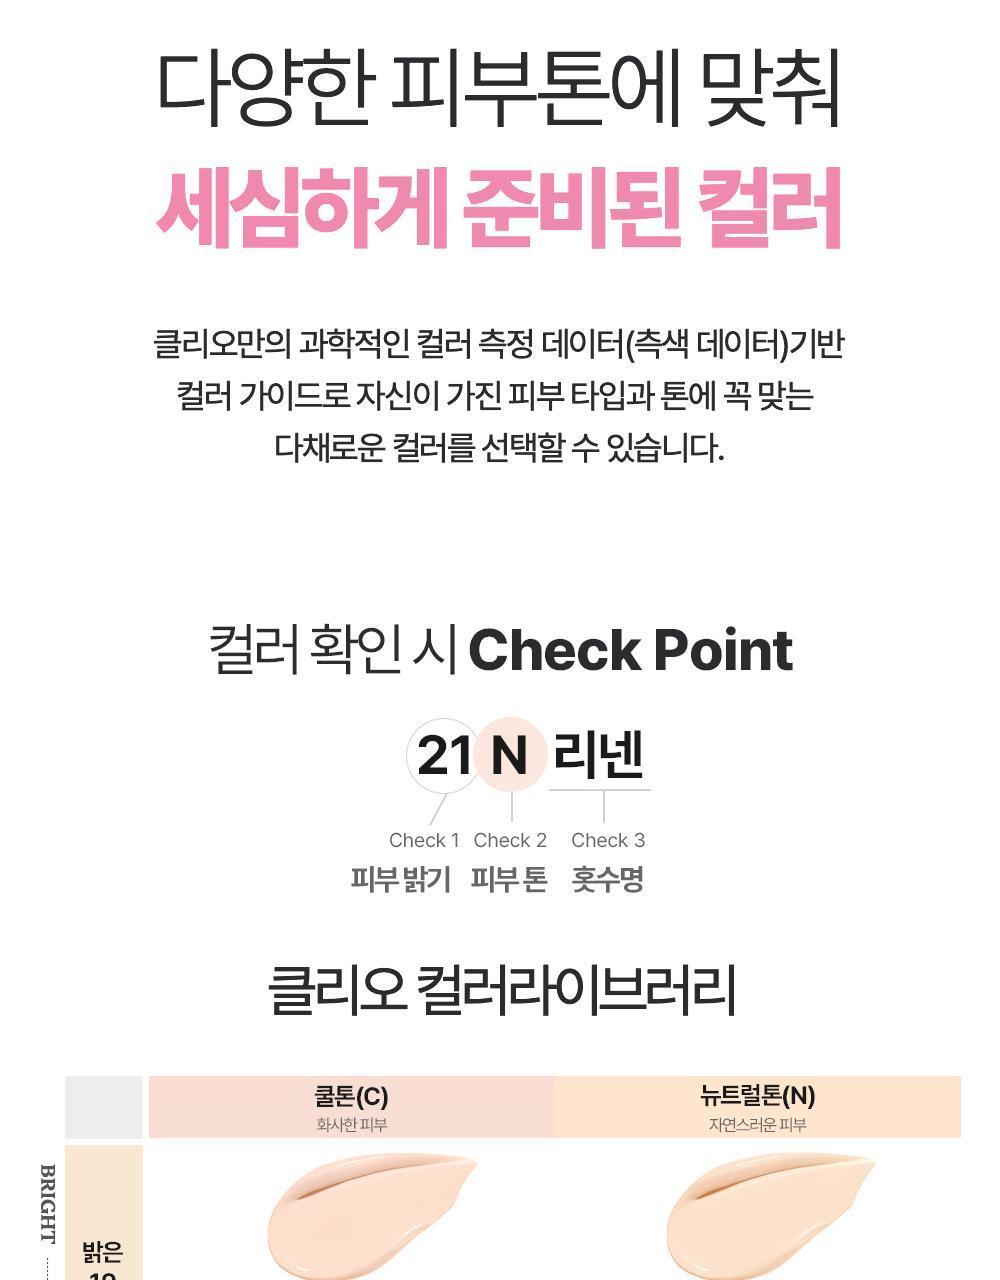 다양한 피부톤에 맞춰
세심하게 준비된 컬러
클리오만의 과학적인 컬러 측정 데이터(측색 데이터)기반
컬러 가이드로 자신이 가진 피부 타입과 톤에 꼭 맞는
다채로운 컬러를 선택할 수 있습니다.
컬러 확인 시 Check Point
21 N 리넨
Check 1 Check 2 Check 3
피부 밝기 피부 톤 홋수명
클리오 컬러라이브러리
쿨톤(C) 뉴트럴톤(N)
화사한 피부 자연스러운 피부
BRIGHT
밝은